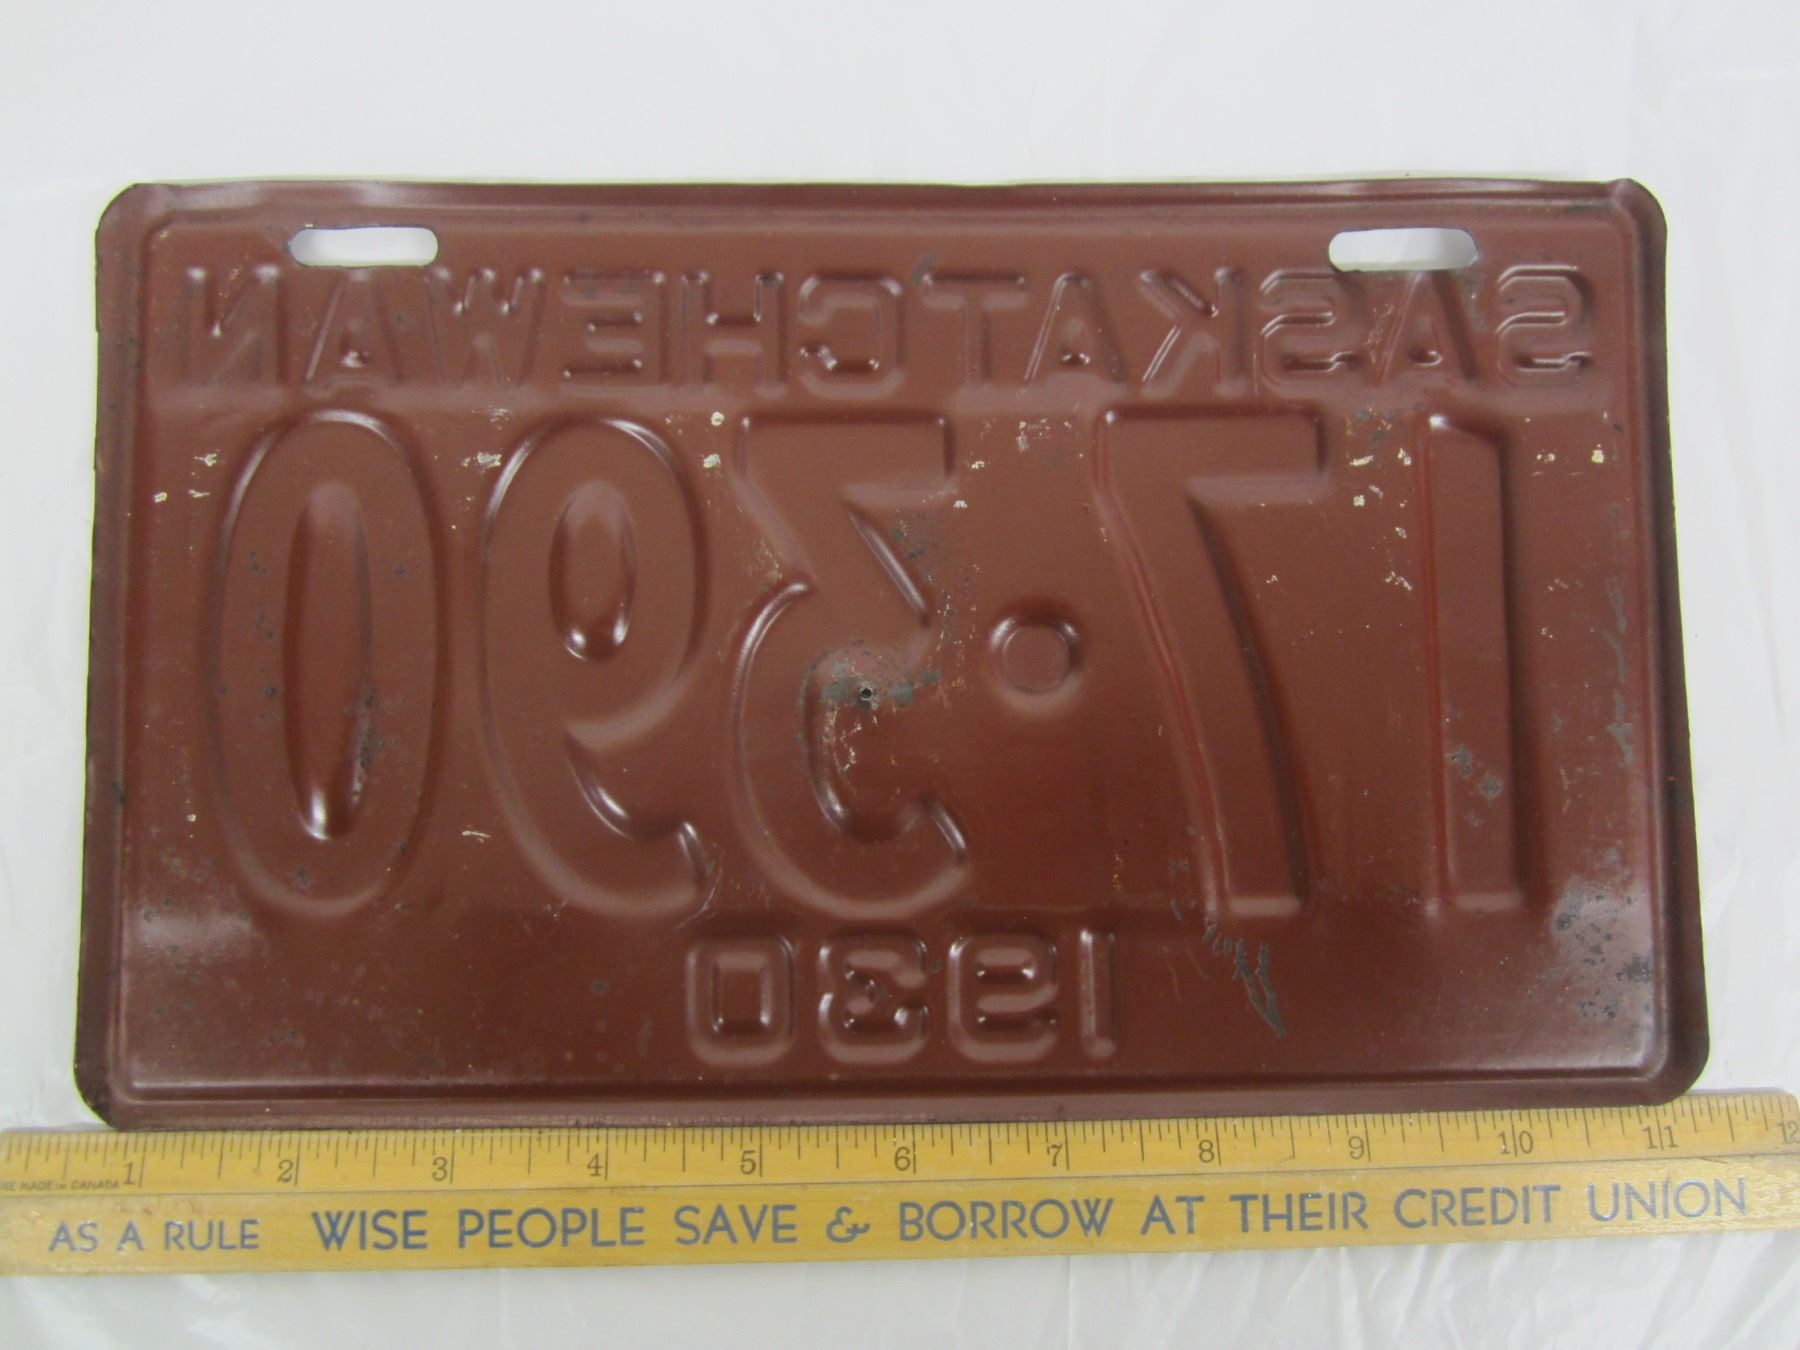 SASKATCHEWAN
17·390
1930
1 2 3 4 5 6 7 8 9 10 11 12
MADE IN CANADA
AS A RULE WISE PEOPLE SAVE & BORROW AT THEIR CREDIT UNION